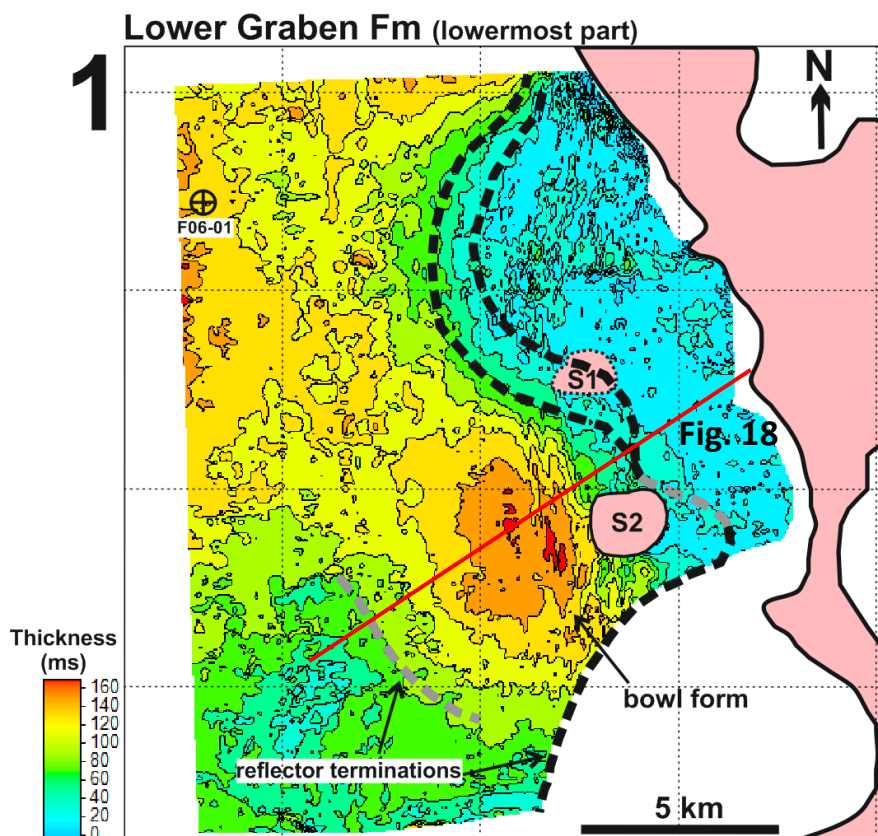 Lower Graben Fm (lowermost part)
1
N
F06-01
S1
Fig. 18
S2
Thickness
(ms)
160
140
120
100
80
60
40
20
0
bowl form
reflector terminations
5 km